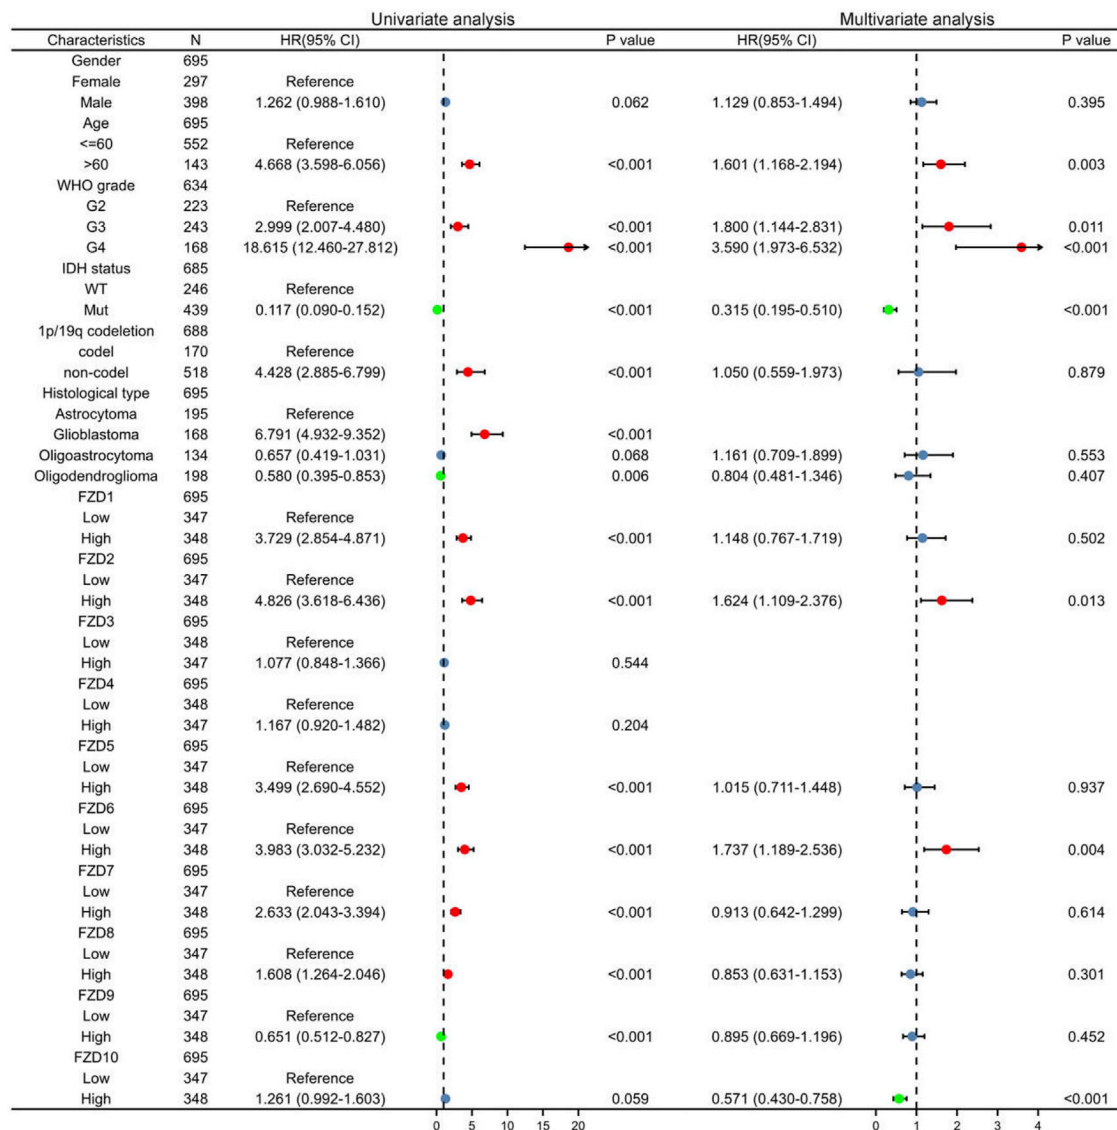 Univariate analysis Multivariate analysis
Characteristics N HR(95% CI) P value HR(95% CI) P value
Gender 695
Female 297 Reference
Male 398 1.262 (0.988-1.610) 0.062 1.129 (0.853-1.494) 0.395
Age 695
<=60 552 Reference
>60 143 4.668 (3.598-6.056) <0.001 1.601 (1.168-2.194) 0.003
WHO grade 634
G2 223 Reference
G3 243 2.999 (2.007-4.480) <0.001 1.800 (1.144-2.831) 0.011
G4 168 18.615 (12.460-27.812) <0.001 3.590 (1.973-6.532) <0.001
IDH status 685
WT 246 Reference
Mut 439 0.117 (0.090-0.152) <0.001 0.315 (0.195-0.510) <0.001
1p/19q codeletion 688
codel 170 Reference
non-codel 518 4.428 (2.885-6.799) <0.001 1.050 (0.559-1.973) 0.879
Histological type 695
Astrocytoma 195 Reference
Glioblastoma 168 6.791 (4.932-9.352) <0.001
Oligoastrocytoma 134 0.657 (0.419-1.031) 0.068 1.161 (0.709-1.899) 0.553
Oligodendroglioma 198 0.580 (0.395-0.853) 0.006 0.804 (0.481-1.346) 0.407
FZD1 695
Low 347 Reference
High 348 3.729 (2.854-4.871) <0.001 1.148 (0.767-1.719) 0.502
FZD2 695
Low 347 Reference
High 348 4.826 (3.618-6.436) <0.001 1.624 (1.109-2.376) 0.013
FZD3 695
Low 348 Reference
High 347 1.077 (0.848-1.366) 0.544
FZD4 695
Low 348 Reference
High 347 1.167 (0.920-1.482) 0.204
FZD5 695
Low 347 Reference
High 348 3.499 (2.690-4.552) <0.001 1.015 (0.711-1.448) 0.937
FZD6 695
Low 347 Reference
High 348 3.983 (3.032-5.232) <0.001 1.737 (1.189-2.536) 0.004
FZD7 695
Low 347 Reference
High 348 2.633 (2.043-3.394) <0.001 0.913 (0.642-1.299) 0.614
FZD8 695
Low 347 Reference
High 348 1.608 (1.264-2.046) <0.001 0.853 (0.631-1.153) 0.301
FZD9 695
Low 347 Reference
High 348 0.651 (0.512-0.827) <0.001 0.895 (0.669-1.196) 0.452
FZD10 695
Low 347 Reference
High 348 1.261 (0.992-1.603) 0.059 0.571 (0.430-0.758) <0.001
0 5 10 15 20 0 1 2 3 4